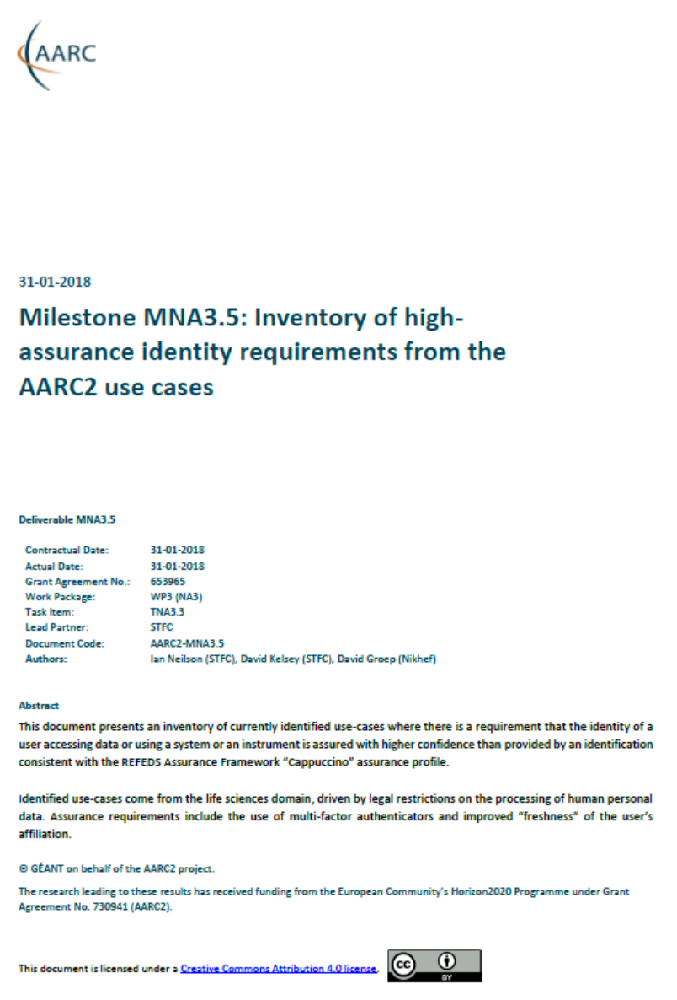 AARC
31-01-2018
Milestone MNA3.5: Inventory of high-
assurance identity requirements from the
AARC2 use cases
Deliverable MNA3.5
Contractual Date: 31-01-2018
Actual Date: 31-01-2018
Grant Agreement No.: 653965
Work Package: WP3 (NA3)
Task Item: TNA3.3
Lead Partner: STFC
Document Code: AARC2-MNA3.5
Authors: Ian Neilson (STFC), David Kelsey (STFC), David Groep (Nikhef)
Abstract
This document presents an inventory of currently identified use-cases where there is a requirement that the identity of a
user accessing data or using a system or an instrument is assured with higher confidence than provided by an identification
consistent with the REFEDS Assurance Framework “Cappuccino” assurance profile.
Identified use-cases come from the life sciences domain, driven by legal restrictions on the processing of human personal
data. Assurance requirements include the use of multi-factor authenticators and improved “freshness” of the user’s
affiliation.
© GÉANT on behalf of the AARC2 project.
The research leading to these results has received funding from the European Community’s Horizon2020 Programme under Grant
Agreement No. 730941 (AARC2).
This document is licensed under a Creative Commons Attribution 4.0 license.
cc
BY